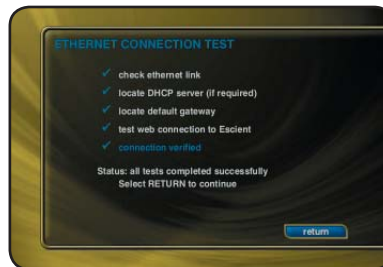 ETHERNET CONNECTION TEST
check ethernet link
locate DHCP server (if required)
locate default gateway
test web connection to Escient
connection verified
Status: all tests completed successfully
Select RETURN to continue
return